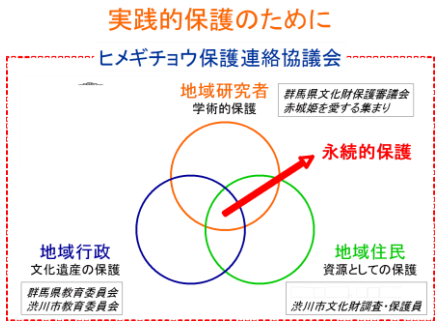 実践的保護のために
ヒメギチョウ保護連絡協議会
地域研究者
学術的保護
群馬県文化財保護審議会
赤城姫を愛する集まり
永続的保護
地域行政
文化遺産の保護
群馬県教育委員会
渋川市教育委員会
地域住民
資源としての保護
渋川市文化財調査・保護員